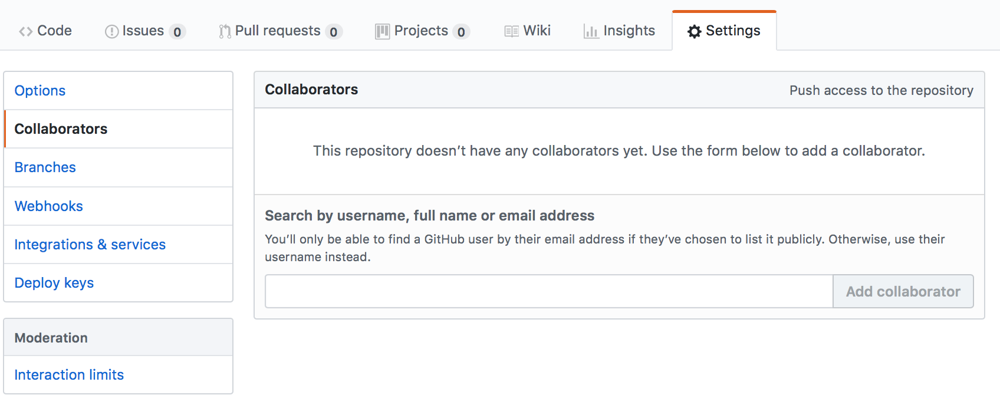 Code Issues 0 Pull requests 0 Projects 0 Wiki Insights Settings
Options
Collaborators
Branches
Webhooks
Integrations & services
Deploy keys
Moderation
Interaction limits
Collaborators Push access to the repository
This repository doesn’t have any collaborators yet. Use the form below to add a collaborator.
Search by username, full name or email address
You’ll only be able to find a GitHub user by their email address if they’ve chosen to list it publicly. Otherwise, use their
username instead.
Add collaborator